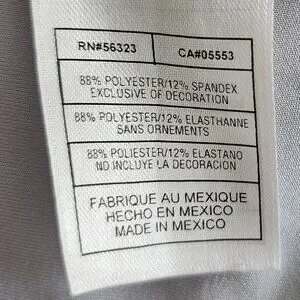 RN#56323 CA#05553
88% POLYESTER/12% SPANDEX
EXCLUSIVE OF DECORATION
88% POLYESTER/12% ELASTHANNE
SANS ORNEMENTS
88% POLIESTER/12% ELASTANO
NO INCLUYE LA DECORACION
FABRIQUE AU MEXIQUE
HECHO EN MEXICO
MADE IN MEXICO